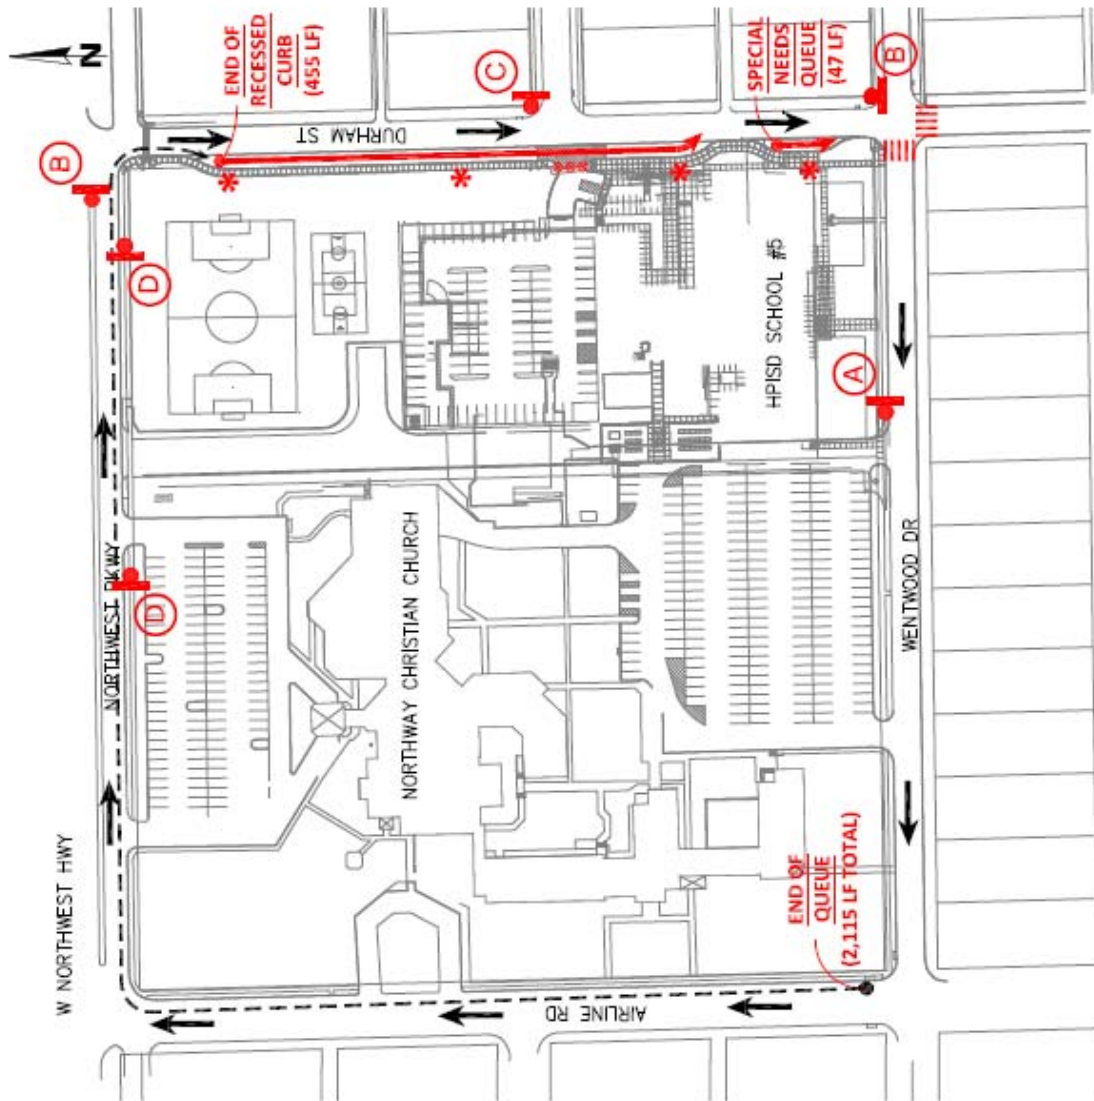 N
END OF
RECESSED
CURB
(455 LF)
C
SPECIAL
NEEDS
QUEUE
(47 LF)
B
DURHAM ST
B
D
HPISD SCHOOL #5
A
NORTHWEST PKWY
D
NORTHWAY CHRISTIAN CHURCH
WENTWOOD DR
W NORTHWEST HWY
END OF
QUEUE
(2,115 LF TOTAL)
AIRLINE RD